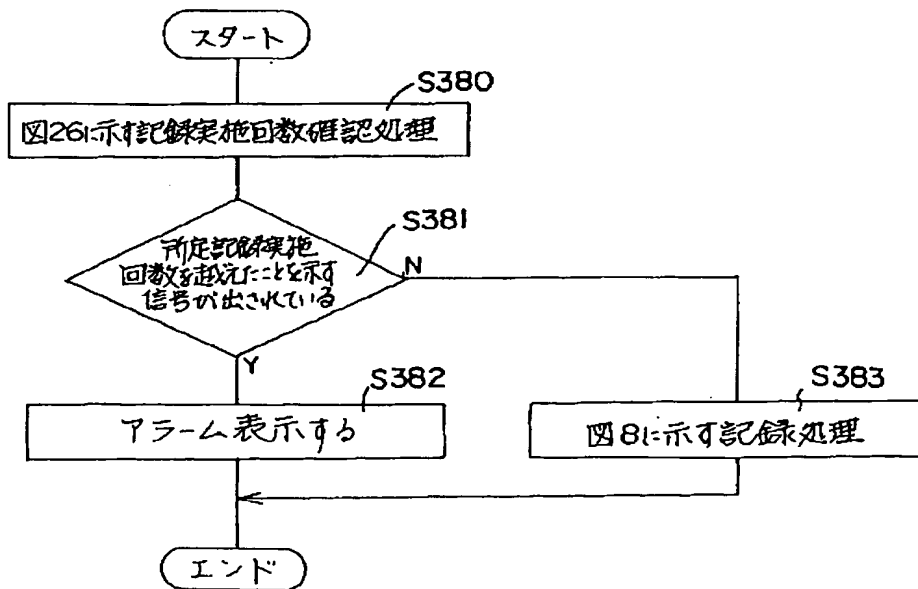 スタート
S380
図26に示す記録実施回数確認処理
S381
所定記録実施
回数を越えたことを示す
信号が出されている
N
Y
S382
アラーム表示する
S383
図8に示す記録処理
エンド